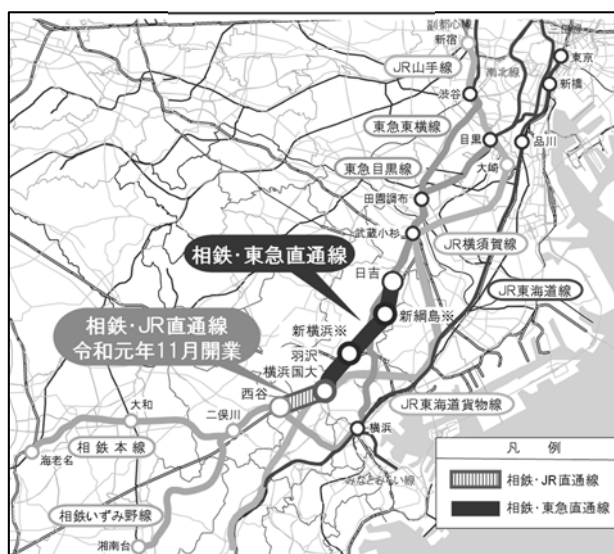 副都心線
三田線
新宿
東京
JR山手線
南北線
新橋
渋谷
東急東横線
目黒
品川
大崎
東急目黒線
田園調布
武蔵小杉
JR横須賀線
相鉄・東急直通線
日吉
JR東海道線
新綱島※
相鉄・JR直通線
令和元年11月開業
新横浜※
羽沢
横浜国大
西谷
大和
二俣川
JR東海道貨物線
相鉄本線
海老名
横浜
みなとみらい線
相鉄いずみ野線
湘南台
凡 例
相鉄・JR直通線
相鉄・東急直通線